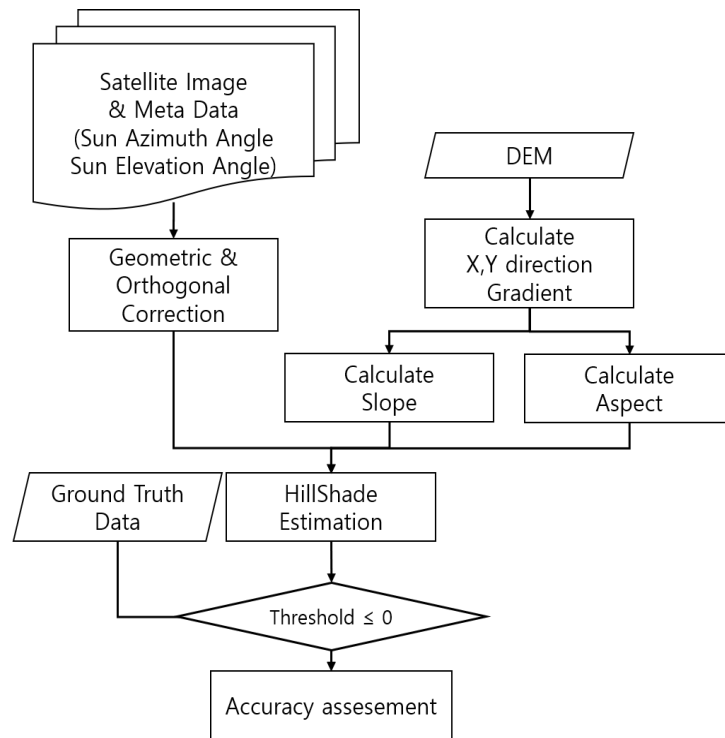 Satellite Image
& Meta Data
(Sun Azimuth Angle
Sun Elevation Angle)
DEM
Geometric &
Orthogonal
Correction
Calculate
X,Y direction
Gradient
Calculate
Slope
Calculate
Aspect
Ground Truth
Data
HillShade
Estimation
Threshold ≤ 0
Accuracy assesement